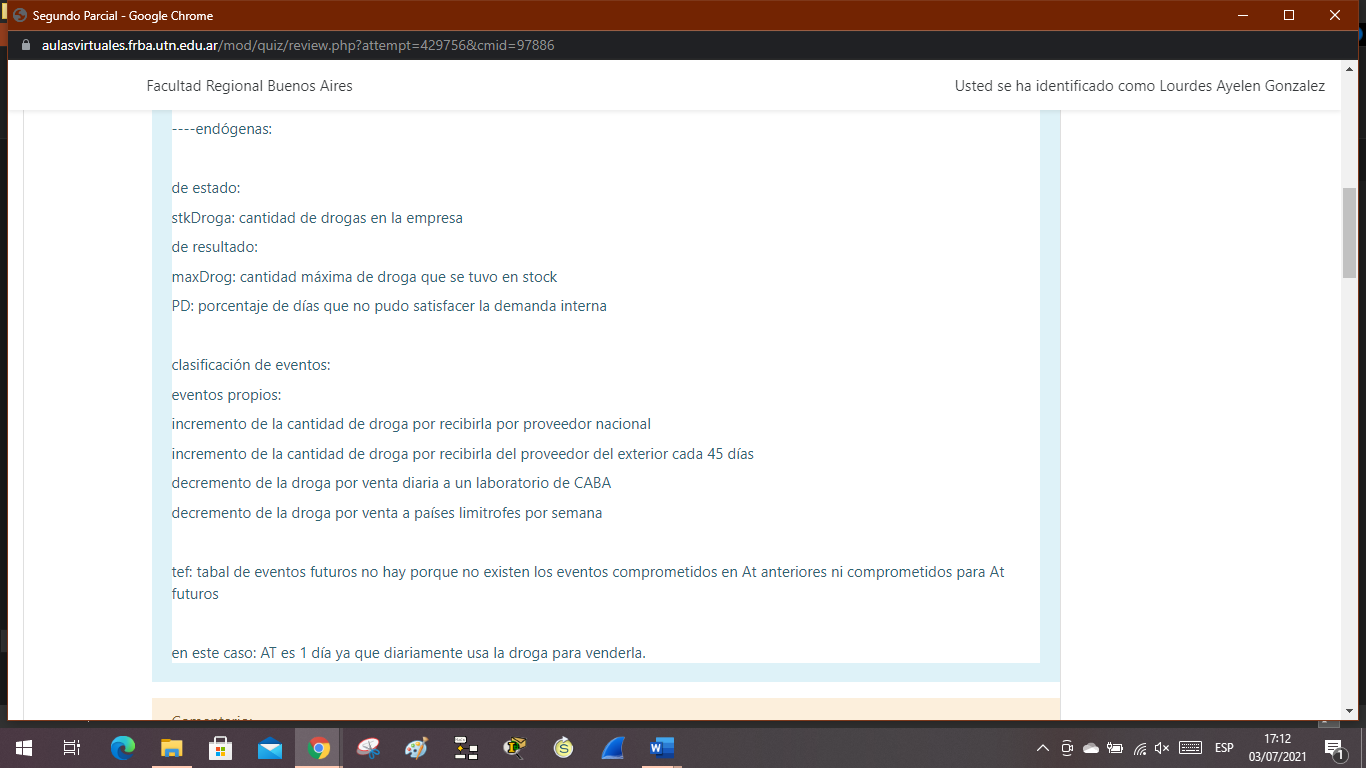 Segundo Parcial - Google Chrome
aulasvirtuales.frba.utn.edu.ar/mod/quiz/review.php?attempt=429756&cmid=97886
Facultad Regional Buenos Aires
Usted se ha identificado como Lourdes Ayelen Gonzalez
----endógenas:
de estado:
stkDroga: cantidad de drogas en la empresa
de resultado:
maxDrog: cantidad máxima de droga que se tuvo en stock
PD: porcentaje de días que no pudo satisfacer la demanda interna
clasificación de eventos:
eventos propios:
incremento de la cantidad de droga por recibirla por proveedor nacional
incremento de la cantidad de droga por recibirla del proveedor del exterior cada 45 días
decremento de la droga por venta diaria a un laboratorio de CABA
decremento de la droga por venta a países limitrofes por semana
tef: tabal de eventos futuros no hay porque no existen los eventos comprometidos en At anteriores ni comprometidos para At
futuros
en este caso: AT es 1 día ya que diariamente usa la droga para venderla.
Comentario:
ESP
17:12
03/07/2021
1